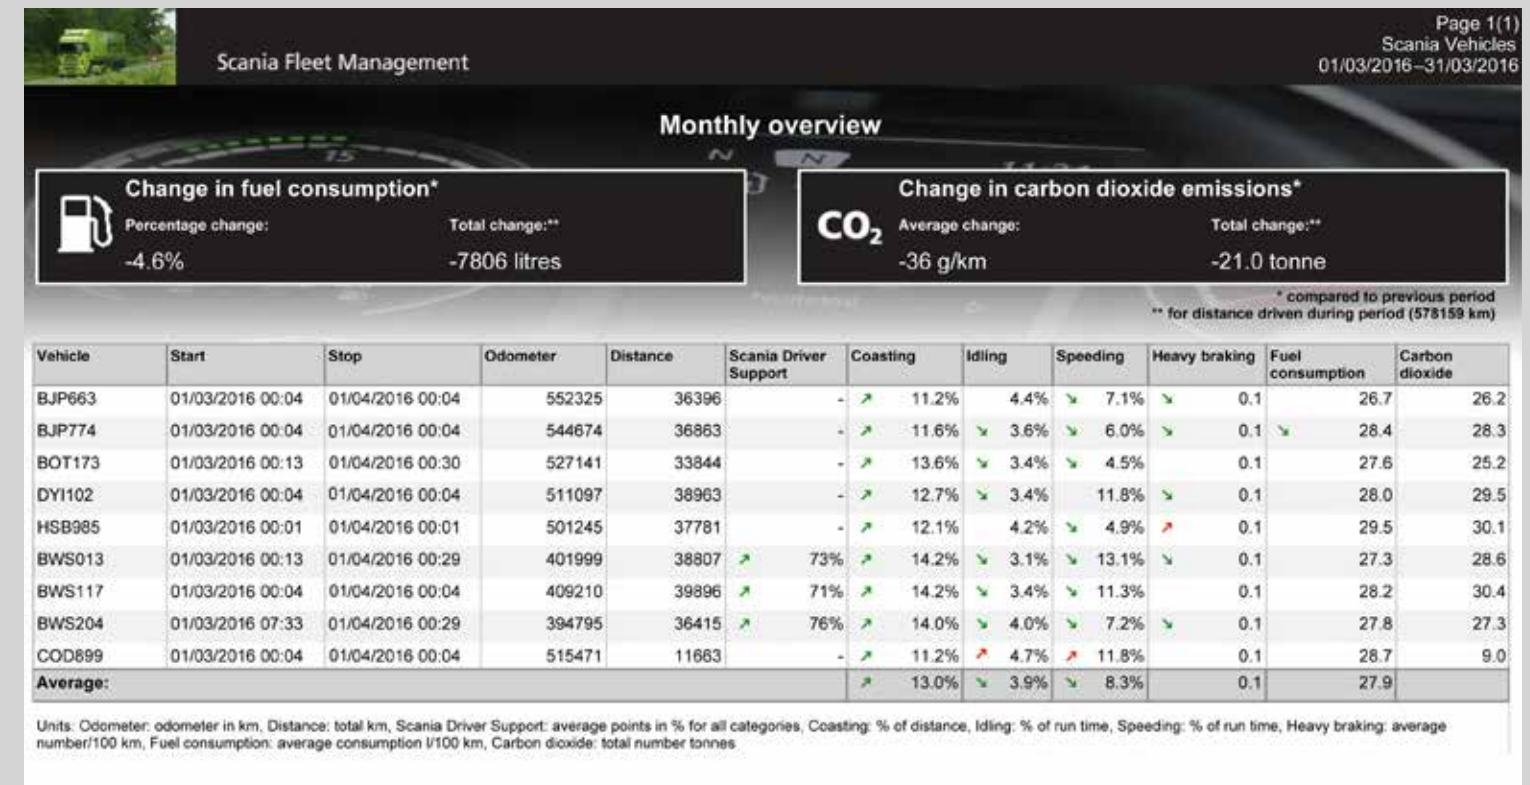 Page 1(1)
Scania Vehicles
Scania Fleet Management
01/03/2016–31/03/2016
Monthly overview
Change in fuel consumption*
Percentage change: Total change:**
-4.6% -7806 litres
Change in carbon dioxide emissions*
CO₂ Average change: Total change:**
-36 g/km -21.0 tonne
* compared to previous period
** for distance driven during period (578159 km)
Vehicle Start Stop Odometer Distance Scania Driver Support Coasting Idling Speeding Heavy braking Fuel consumption Carbon dioxide
BJP663 01/03/2016 00:04 01/04/2016 00:04 552325 36396 - 11.2% 4.4% 7.1% 0.1 26.7 26.2
BJP774 01/03/2016 00:04 01/04/2016 00:04 544674 36863 - 11.6% 3.6% 6.0% 0.1 28.4 28.3
BOT173 01/03/2016 00:13 01/04/2016 00:30 527141 33844 - 13.6% 3.4% 4.5% 0.1 27.6 25.2
DYI102 01/03/2016 00:04 01/04/2016 00:04 511097 38963 - 12.7% 3.4% 11.8% 0.1 28.0 29.5
HSB985 01/03/2016 00:01 01/04/2016 00:01 501245 37781 - 12.1% 4.2% 4.9% 0.1 29.5 30.1
BWS013 01/03/2016 00:13 01/04/2016 00:29 401999 38807 73% 14.2% 3.1% 13.1% 0.1 27.3 28.6
BWS117 01/03/2016 00:04 01/04/2016 00:04 409210 39896 71% 14.2% 3.4% 11.3% 0.1 28.2 30.4
BWS204 01/03/2016 07:33 01/04/2016 00:29 394795 36415 76% 14.0% 4.0% 7.2% 0.1 27.8 27.3
COD899 01/03/2016 00:04 01/04/2016 00:04 515471 11663 - 11.2% 4.7% 11.8% 0.1 28.7 9.0
Average: 13.0% 3.9% 8.3% 0.1 27.9
Units: Odometer: odometer in km, Distance: total km, Scania Driver Support: average points in % for all categories, Coasting: % of distance, Idling: % of run time, Speeding: % of run time, Heavy braking: average
number/100 km, Fuel consumption: average consumption l/100 km, Carbon dioxide: total number tonnes